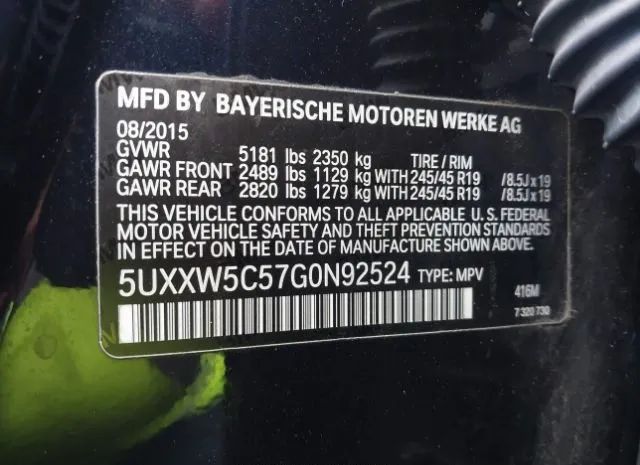 MFD BY BAYERISCHE MOTOREN WERKE AG
08/2015
GVWR 5181 lbs 2350 kg TIRE / RIM
GAWR FRONT 2489 lbs 1129 kg WITH 245/45 R19 /8.5J x 19
GAWR REAR 2820 lbs 1279 kg WITH 245/45 R19 /8.5J x 19
THIS VEHICLE CONFORMS TO ALL APPLICABLE U. S. FEDERAL
MOTOR VEHICLE SAFETY AND THEFT PREVENTION STANDARDS
IN EFFECT ON THE DATE OF MANUFACTURE SHOWN ABOVE.
5UXXW5C57G0N92524 TYPE: MPV
416M
7 320 730